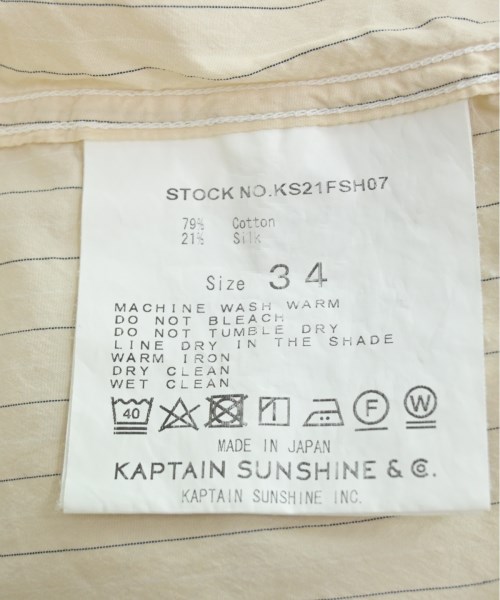 STOCK NO.KS21FSH07
79% Cotton
21% Silk
Size 34
MACHINE WASH WARM
DO NOT BLEACH
DO NOT TUMBLE DRY
LINE DRY IN THE SHADE
WARM IRON
DRY CLEAN
WET CLEAN
40 F W
MADE IN JAPAN
KAPTAIN SUNSHINE & Co.
KAPTAIN SUNSHINE INC.